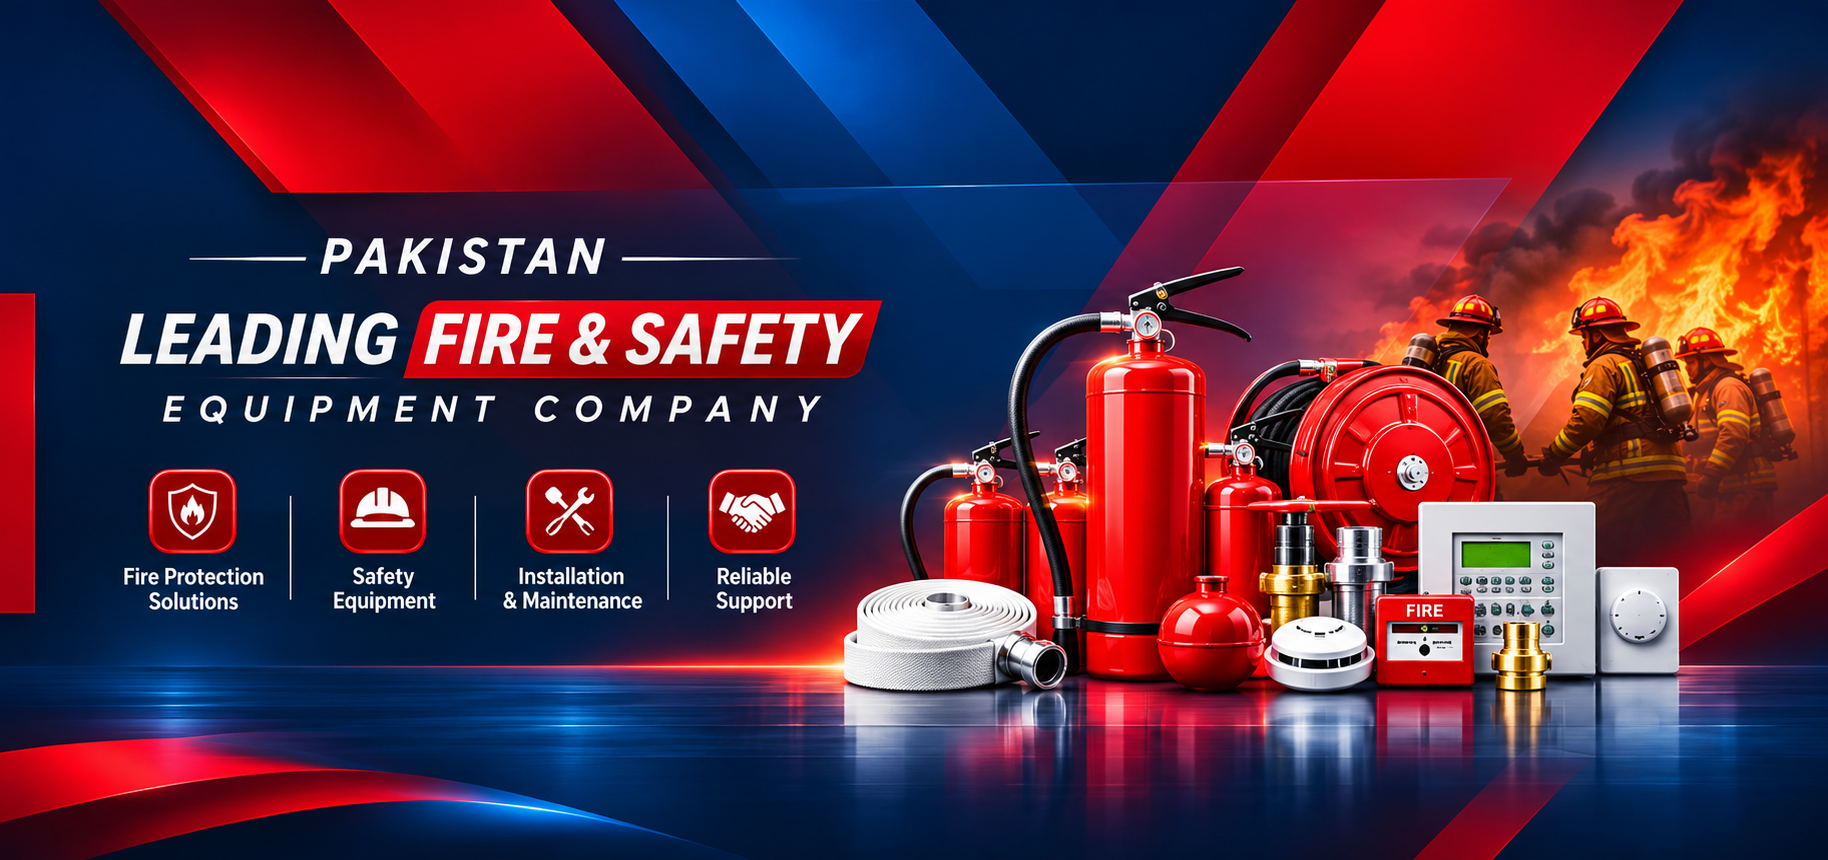 PAKISTAN
LEADING FIRE & SAFETY
EQUIPMENT COMPANY
Fire Protection
Solutions
Safety
Equipment
Installation
& Maintenance
Reliable
Support
FIRE